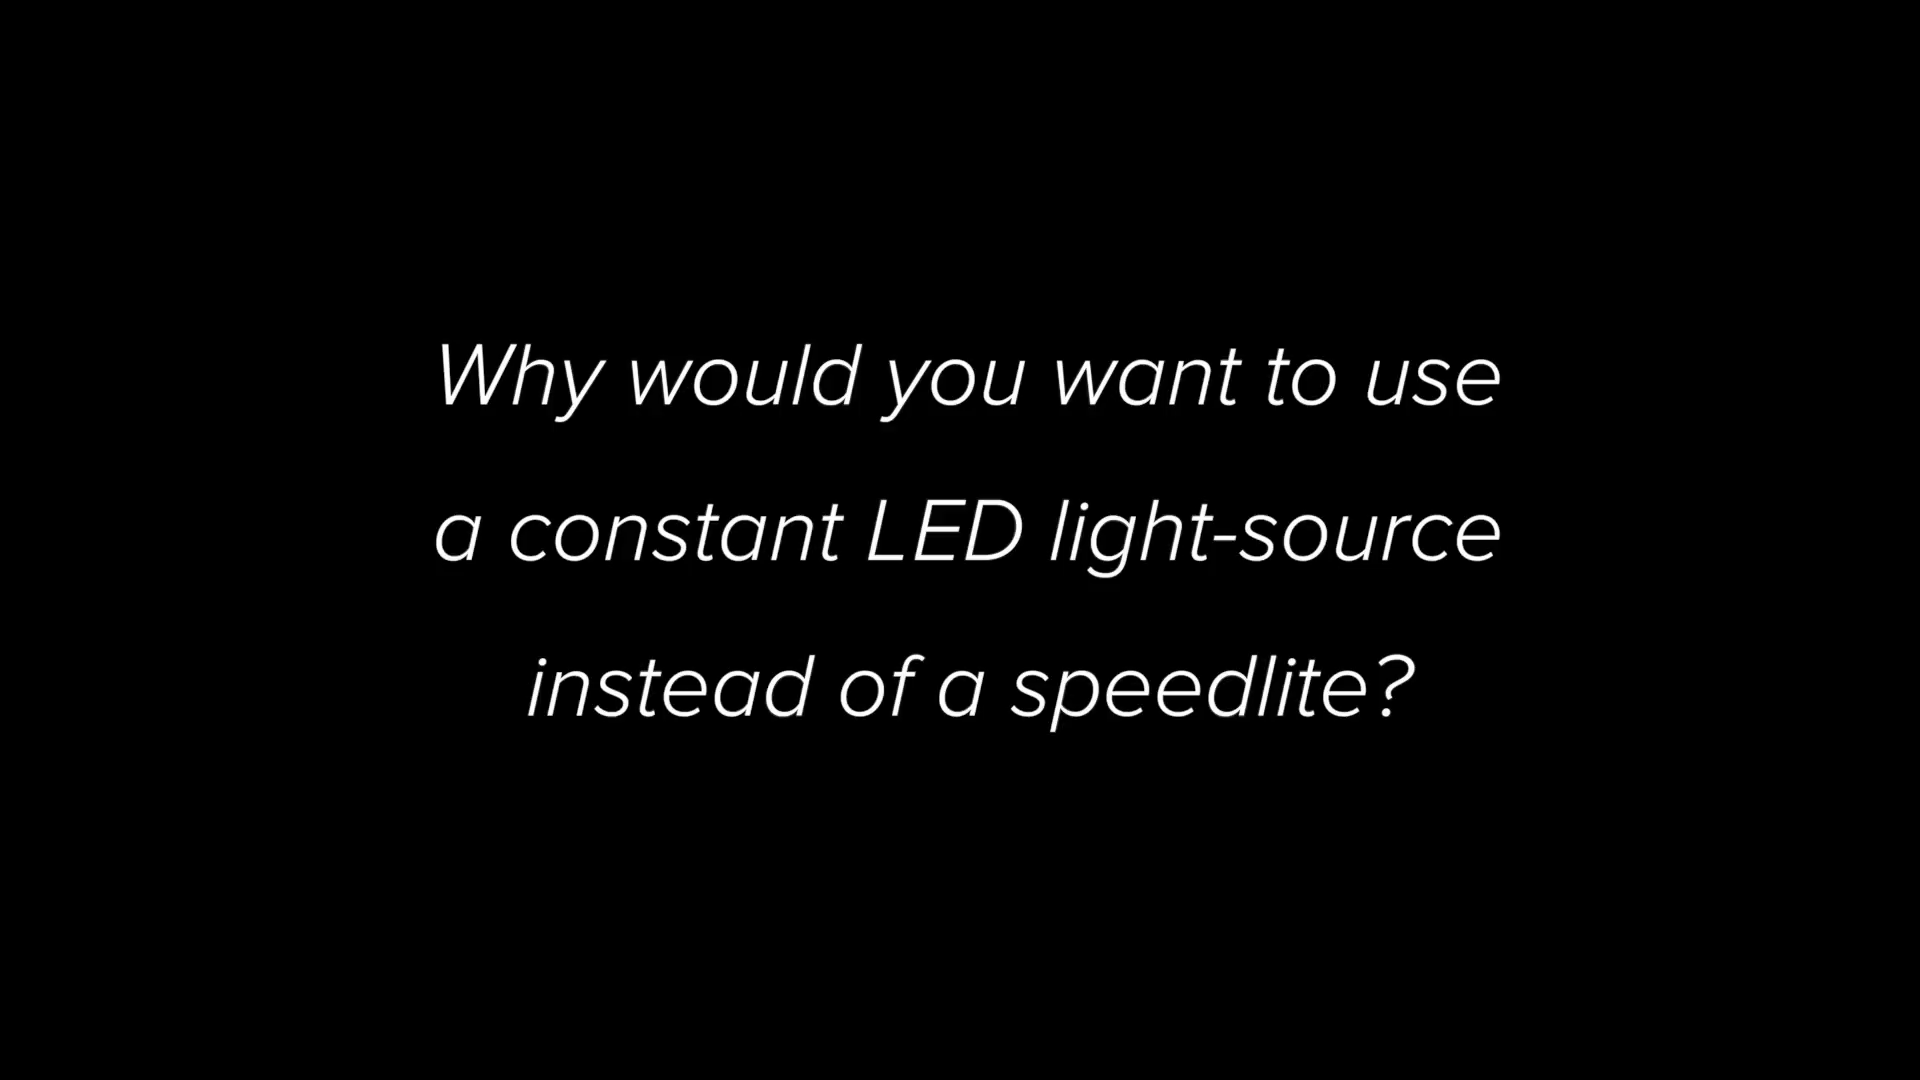 Why would you want to use
a constant LED light-source
instead of a speedlite?